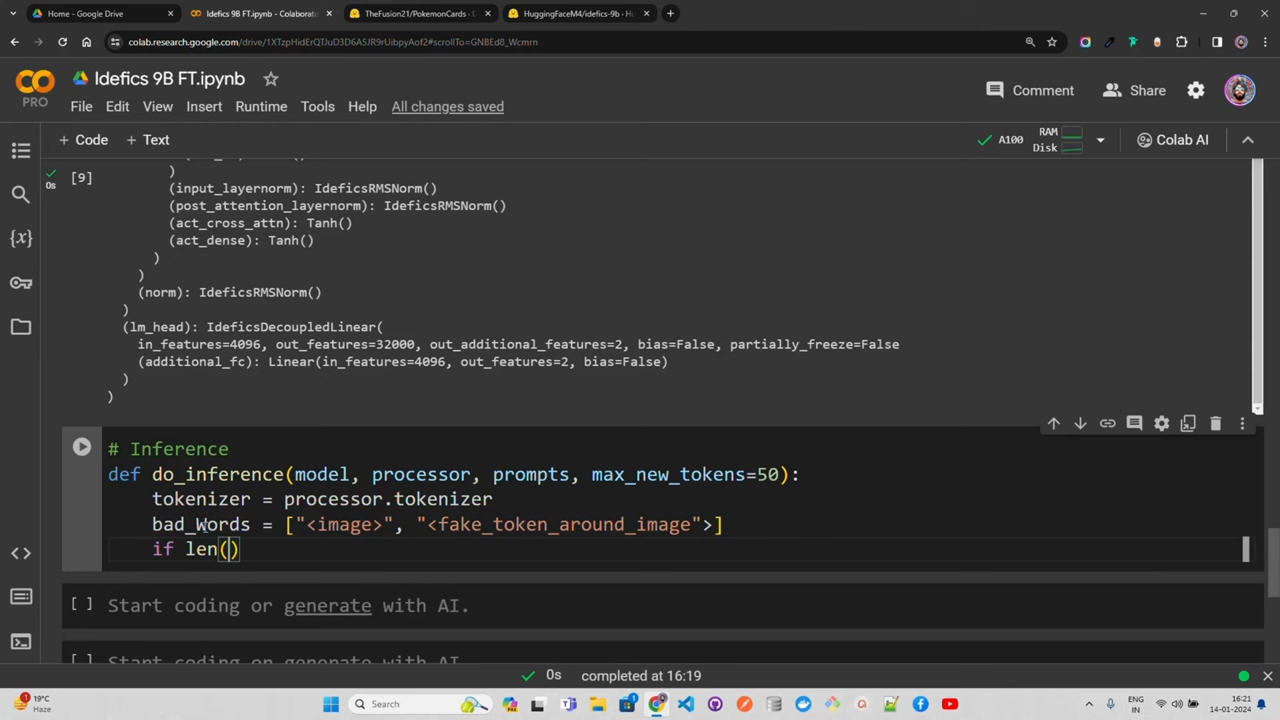 Home - Google Drive
Idefics 9B FT.ipynb - Colaborato
TheFusion21/PokemonCards - D
HuggingFaceM4/idefics-9b - Hu
colab.research.google.com/drive/1XTzpHidErQTJuD3D6A5JR9rUibpyAof2#scrollTo=GNBEd8_Wcmrn
CO
PRO
Idefics 9B FT.ipynb
File Edit View Insert Runtime Tools Help All changes saved
Comment
Share
+ Code + Text
A100
RAM
Disk
Colab AI
0s
[9]
)
(input_layernorm): IdeficsRMSNorm()
(post_attention_layernorm): IdeficsRMSNorm()
(act_cross_attn): Tanh()
(act_dense): Tanh()
)
)
(norm): IdeficsRMSNorm()
)
(lm_head): IdeficsDecoupledLinear(
in_features=4096, out_features=32000, out_additional_features=2, bias=False, partially_freeze=False
(additional_fc): Linear(in_features=4096, out_features=2, bias=False)
)
)
# Inference
def do_inference(model, processor, prompts, max_new_tokens=50):
tokenizer = processor.tokenizer
bad_Words = ["<image>", "<fake_token_around_image">]
if len()
[ ] Start coding or generate with AI.
[ ] Start coding or generate with AI.
0s completed at 16:19
19°C
Haze
Search
ENG
IN
16:21
14-01-2024